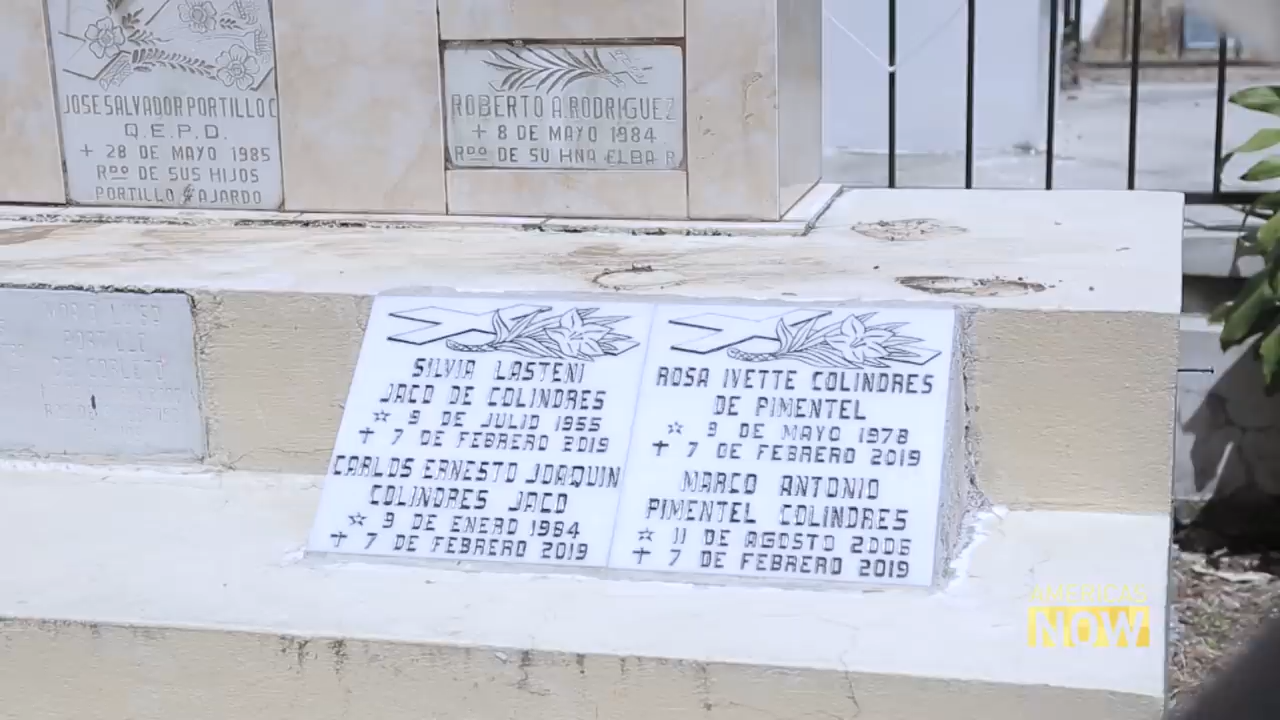 JOSE SALVADOR PORTILLO C
Q.E.P.D.
+ 28 DE MAYO 1985
Rdo DE SUS HIJOS
PORTILLO FAJARDO
ROBERTO A. RODRIGUEZ
+ 8 DE MAYO 1984
Rdo DE SU HNA ELBA R
PORTILLO
SILVIA LASTENI
JACO DE COLINDRES
☆ 9 DE JULIO 1955
✝ 7 DE FEBRERO 2019
CARLOS ERNESTO JOAQUIN
COLINDRES JACO
☆ 9 DE ENERO 1984
✝ 7 DE FEBRERO 2019
ROSA IVETTE COLINDRES
DE PIMENTEL
☆ 9 DE MAYO 1978
✝ 7 DE FEBRERO 2019
MARCO ANTONIO
PIMENTEL COLINDRES
☆ 11 DE AGOSTO 2006
✝ 7 DE FEBRERO 2019
AMERICAS
NOW